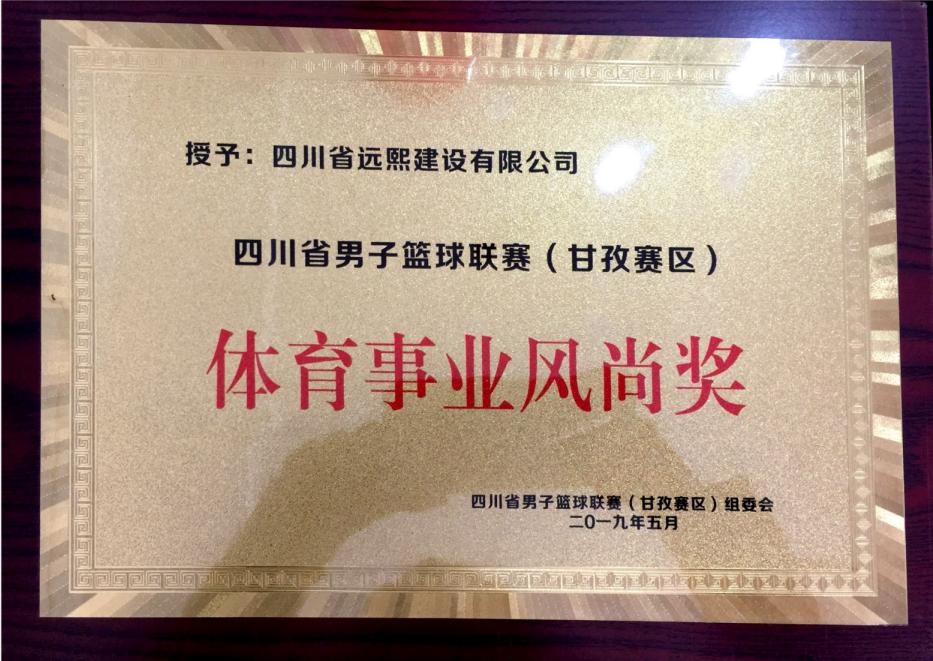 授予：四川省远熙建设有限公司
四川省男子篮球联赛（甘孜赛区）
体育事业风尚奖
四川省男子篮球联赛（甘孜赛区）组委会
二0一九年五月